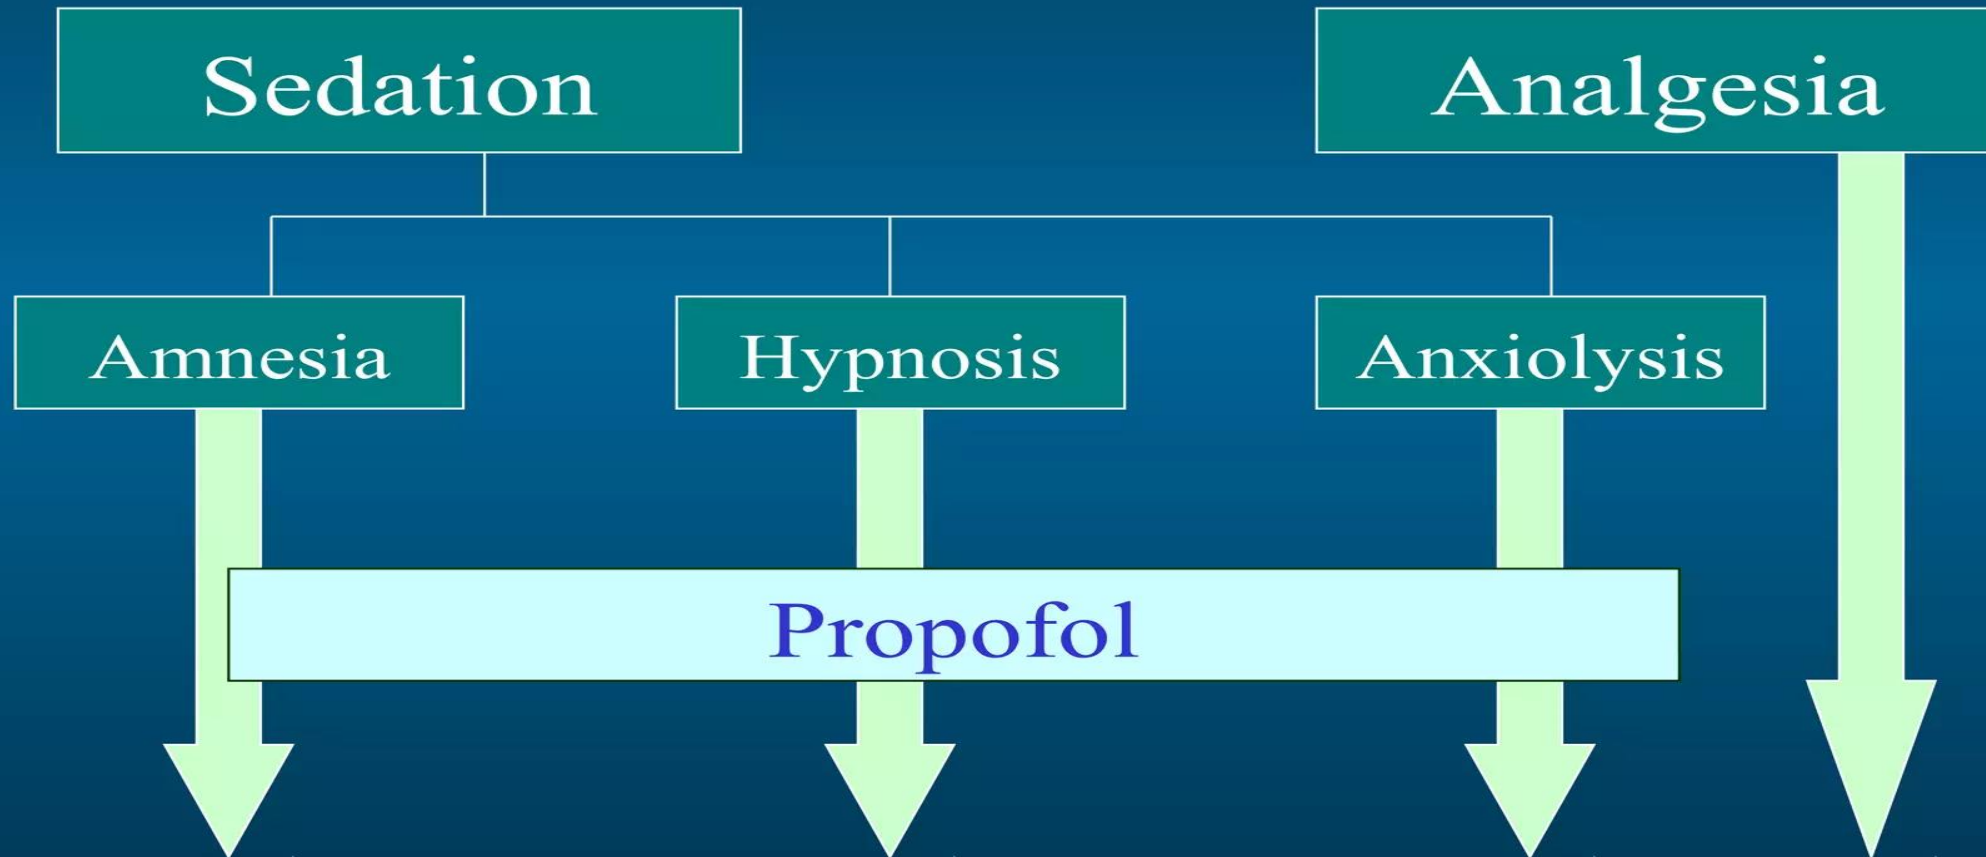 Sedation
Analgesia
Amnesia
Hypnosis
Anxiolysis
Propofol